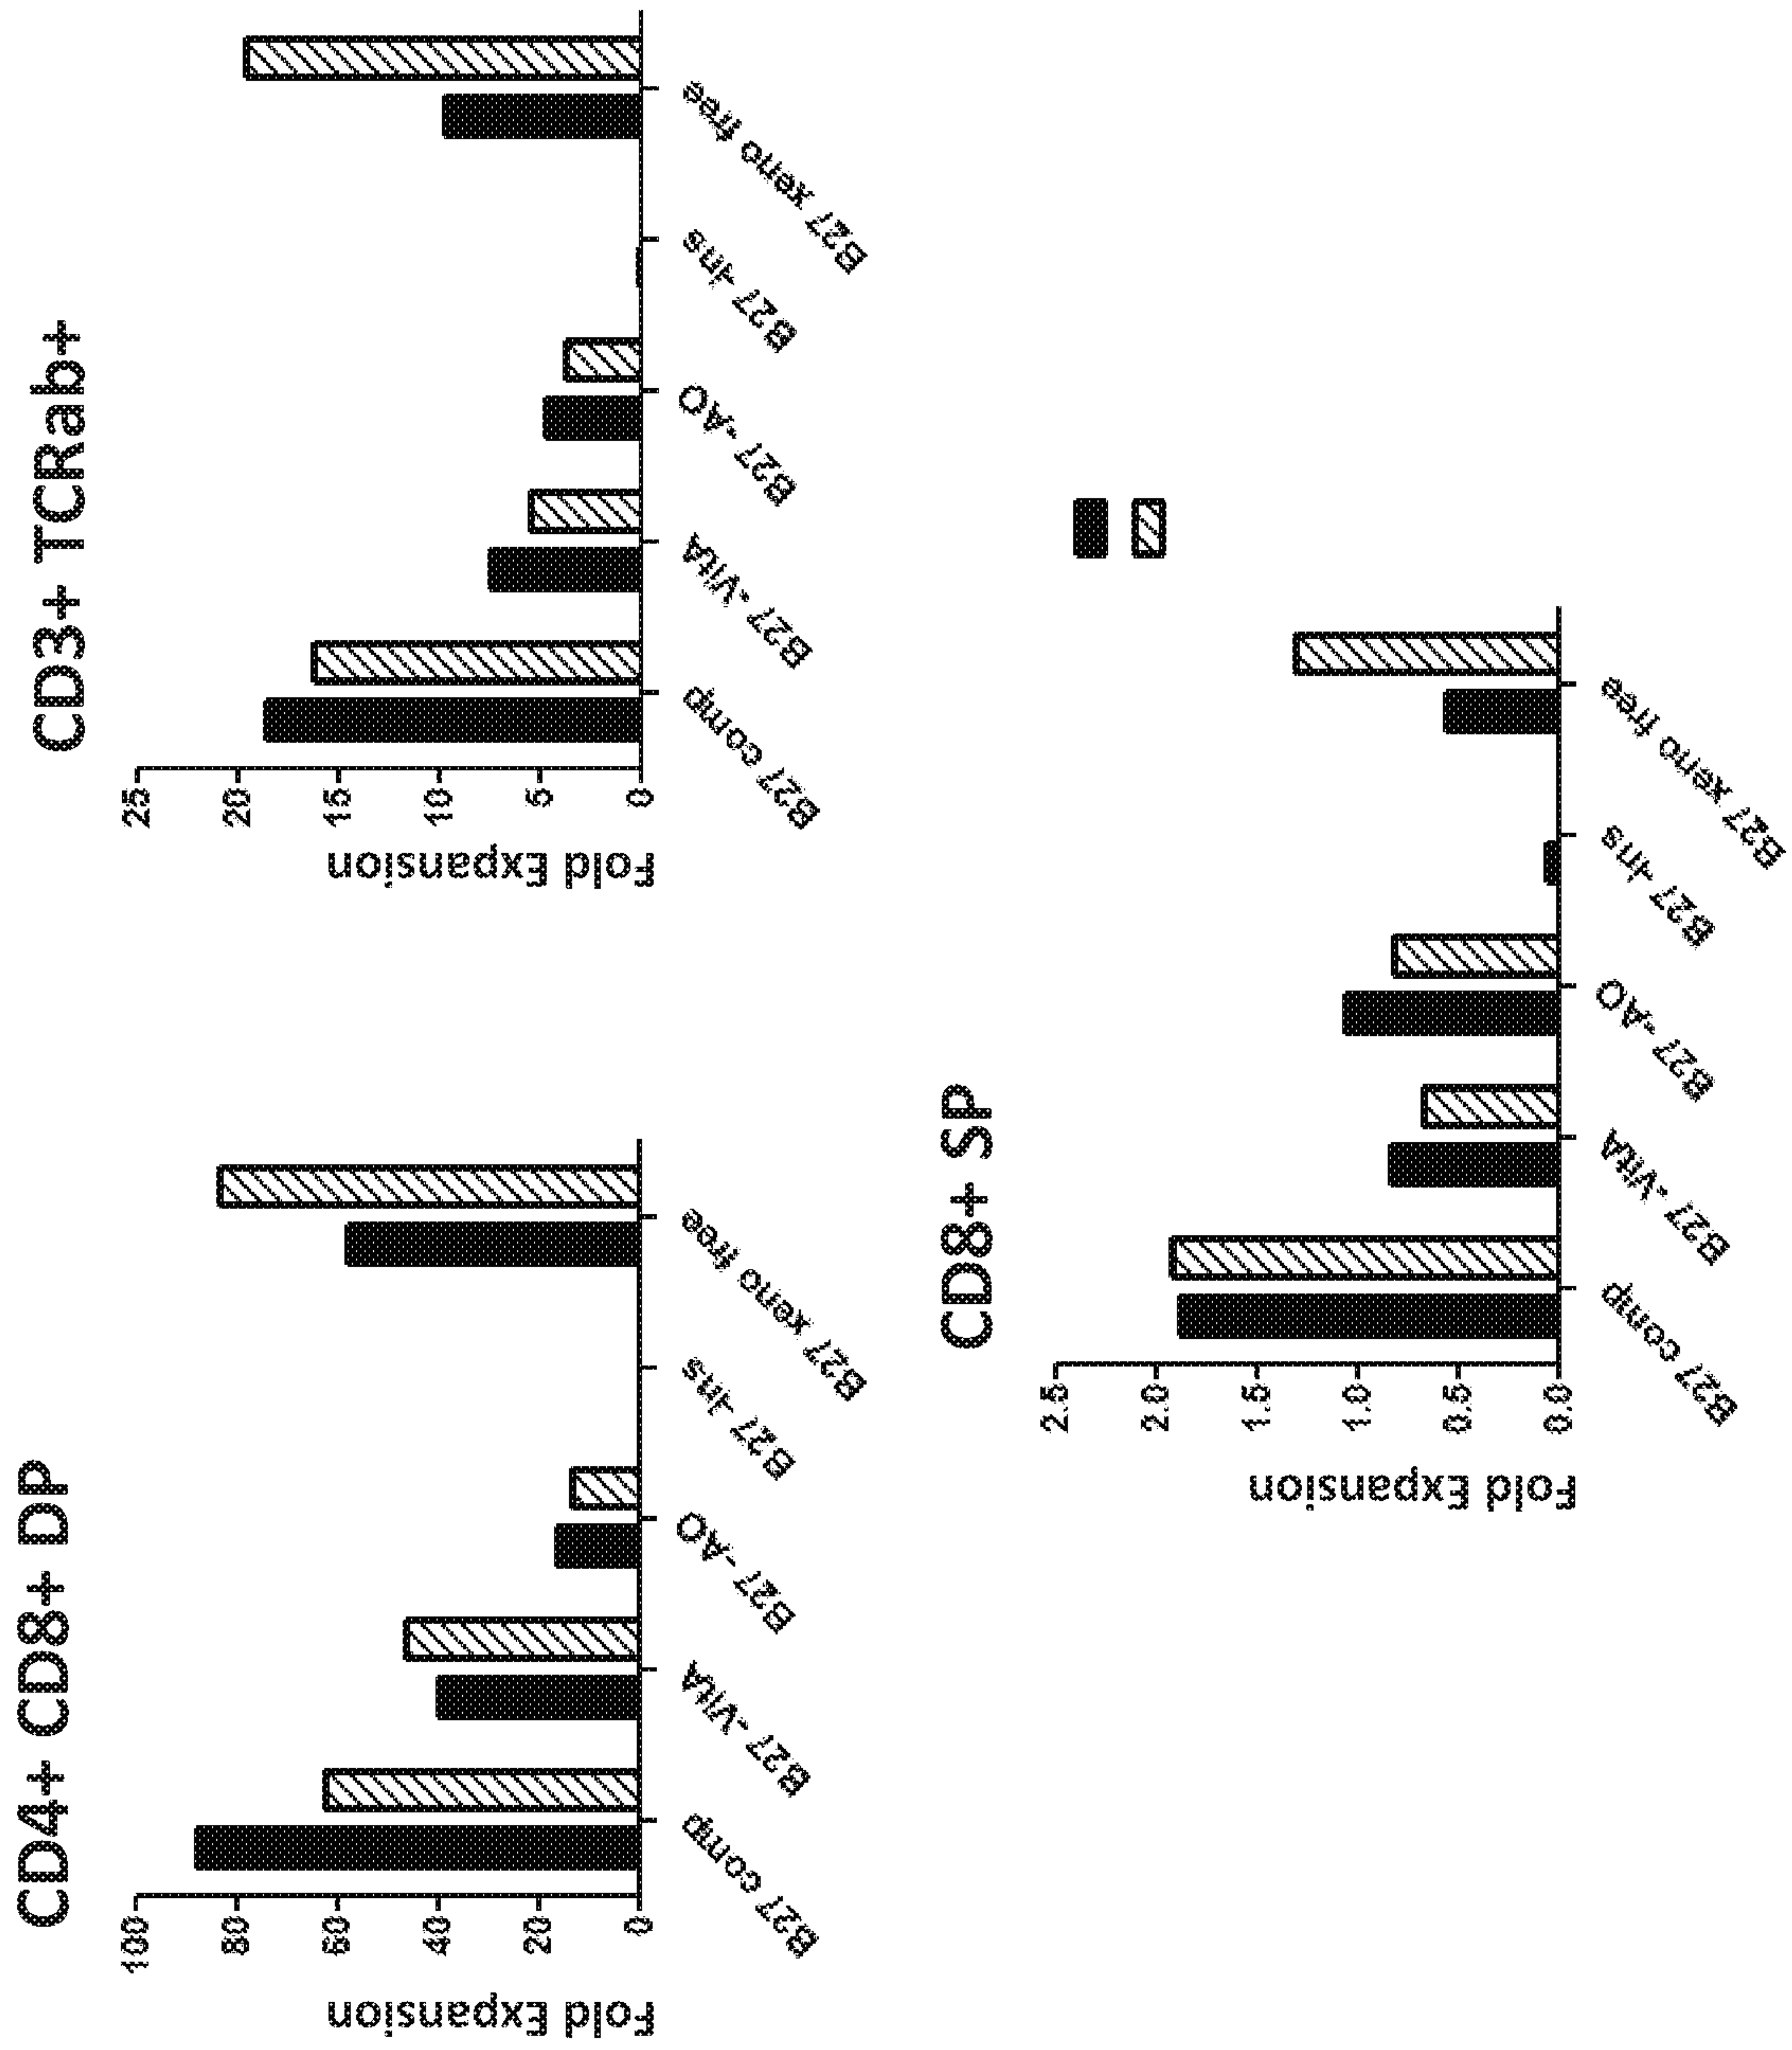 CD4+ CD8+ DP
Fold Expansion
100
80
60
40
20
0
B27 comp
B27 -VitA
B27 -AO
B27 -ins
B27 xeno free
CD3+ TCRab+
Fold Expansion
25
20
15
10
5
0
B27 comp
B27 -VitA
B27 -AO
B27 -ins
B27 xeno free
CD8+ SP
Fold Expansion
2.5
2.0
1.5
1.0
0.5
0.0
B27 comp
B27 -VitA
B27 -AO
B27 -ins
B27 xeno free